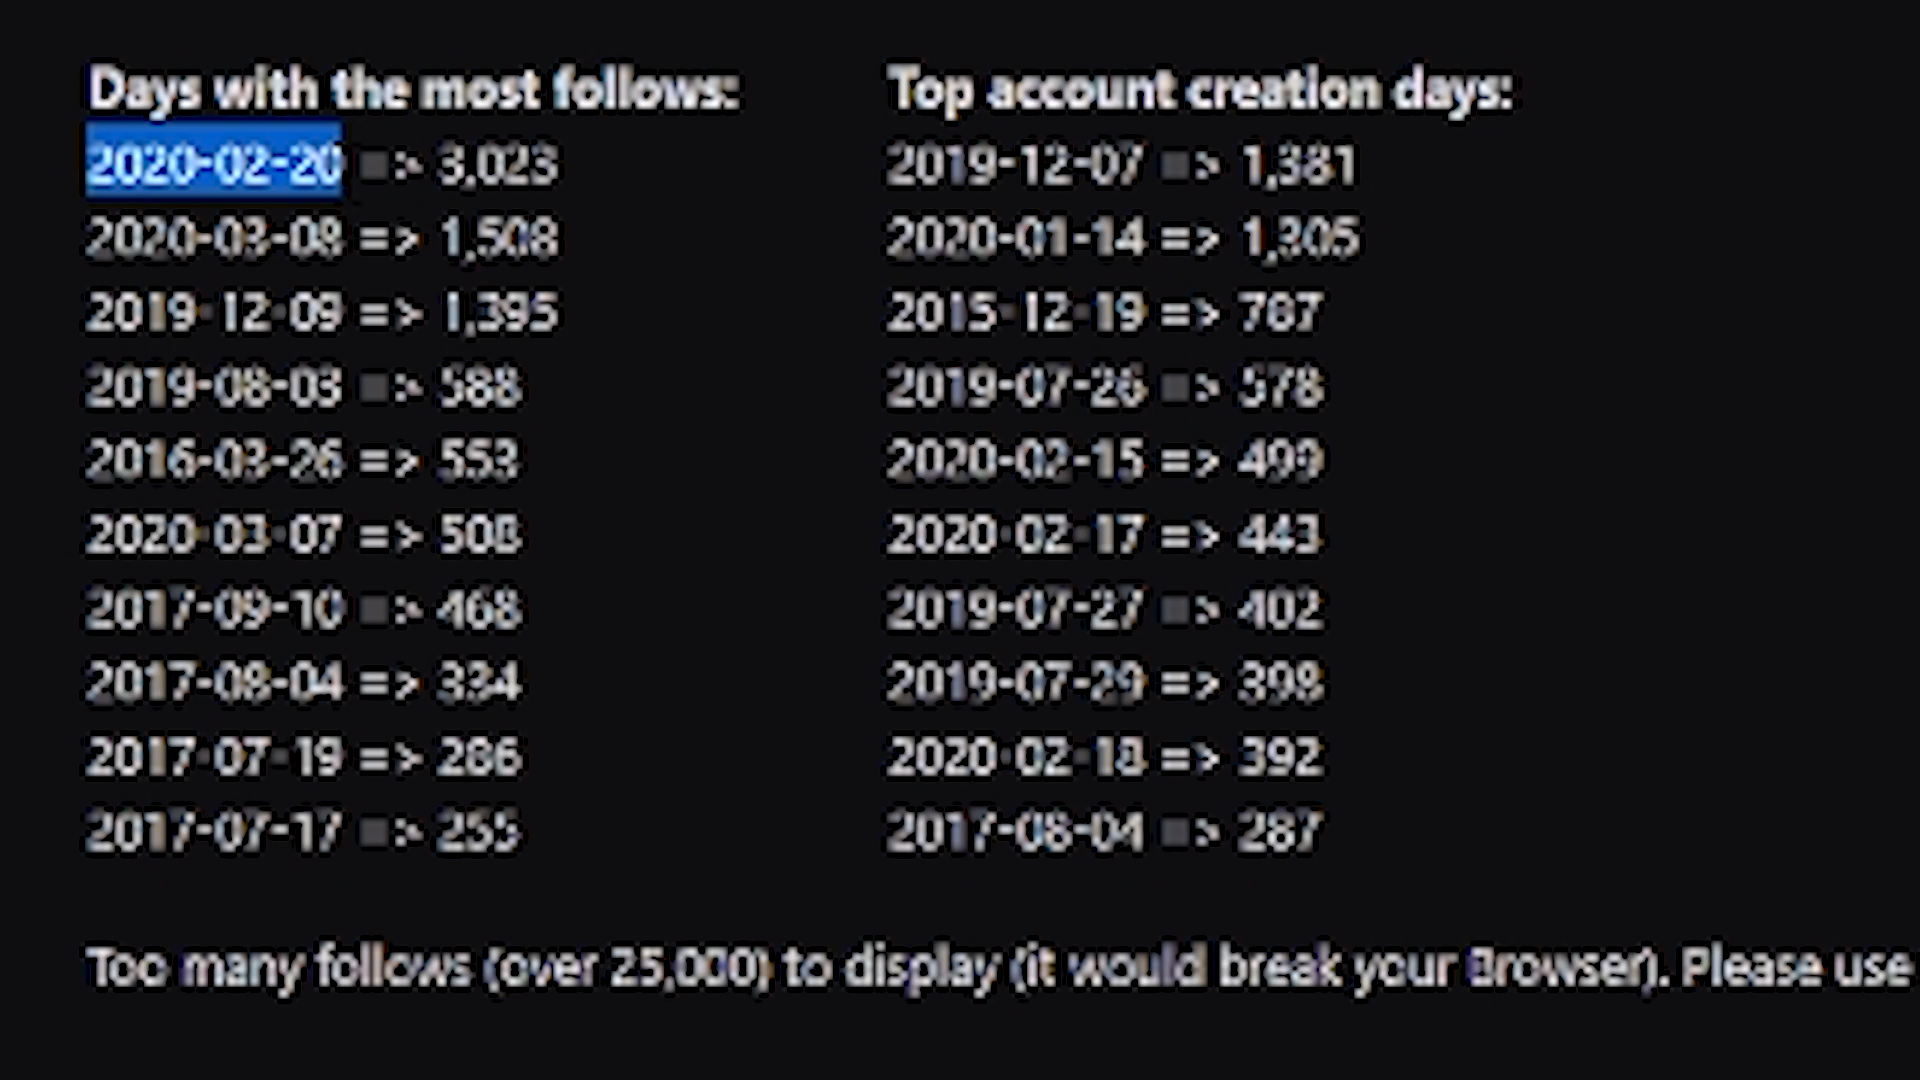 Days with the most follows:
2020-02-20 => 3,023
2020-03-08 => 1,508
2019-12-09 => 1,395
2019-08-03 => 588
2016-03-26 => 553
2020-03-07 => 508
2017-09-10 => 468
2017-08-04 => 334
2017-07-19 => 286
2017-07-17 => 255
Top account creation days:
2019-12-07 => 1,381
2020-01-14 => 1,305
2015-12-19 => 787
2019-07-26 => 578
2020-02-15 => 499
2020-02-17 => 443
2019-07-27 => 402
2019-07-29 => 398
2020-02-18 => 392
2017-08-04 => 287
Too many follows (over 25,000) to display (it would break your Browser). Please use